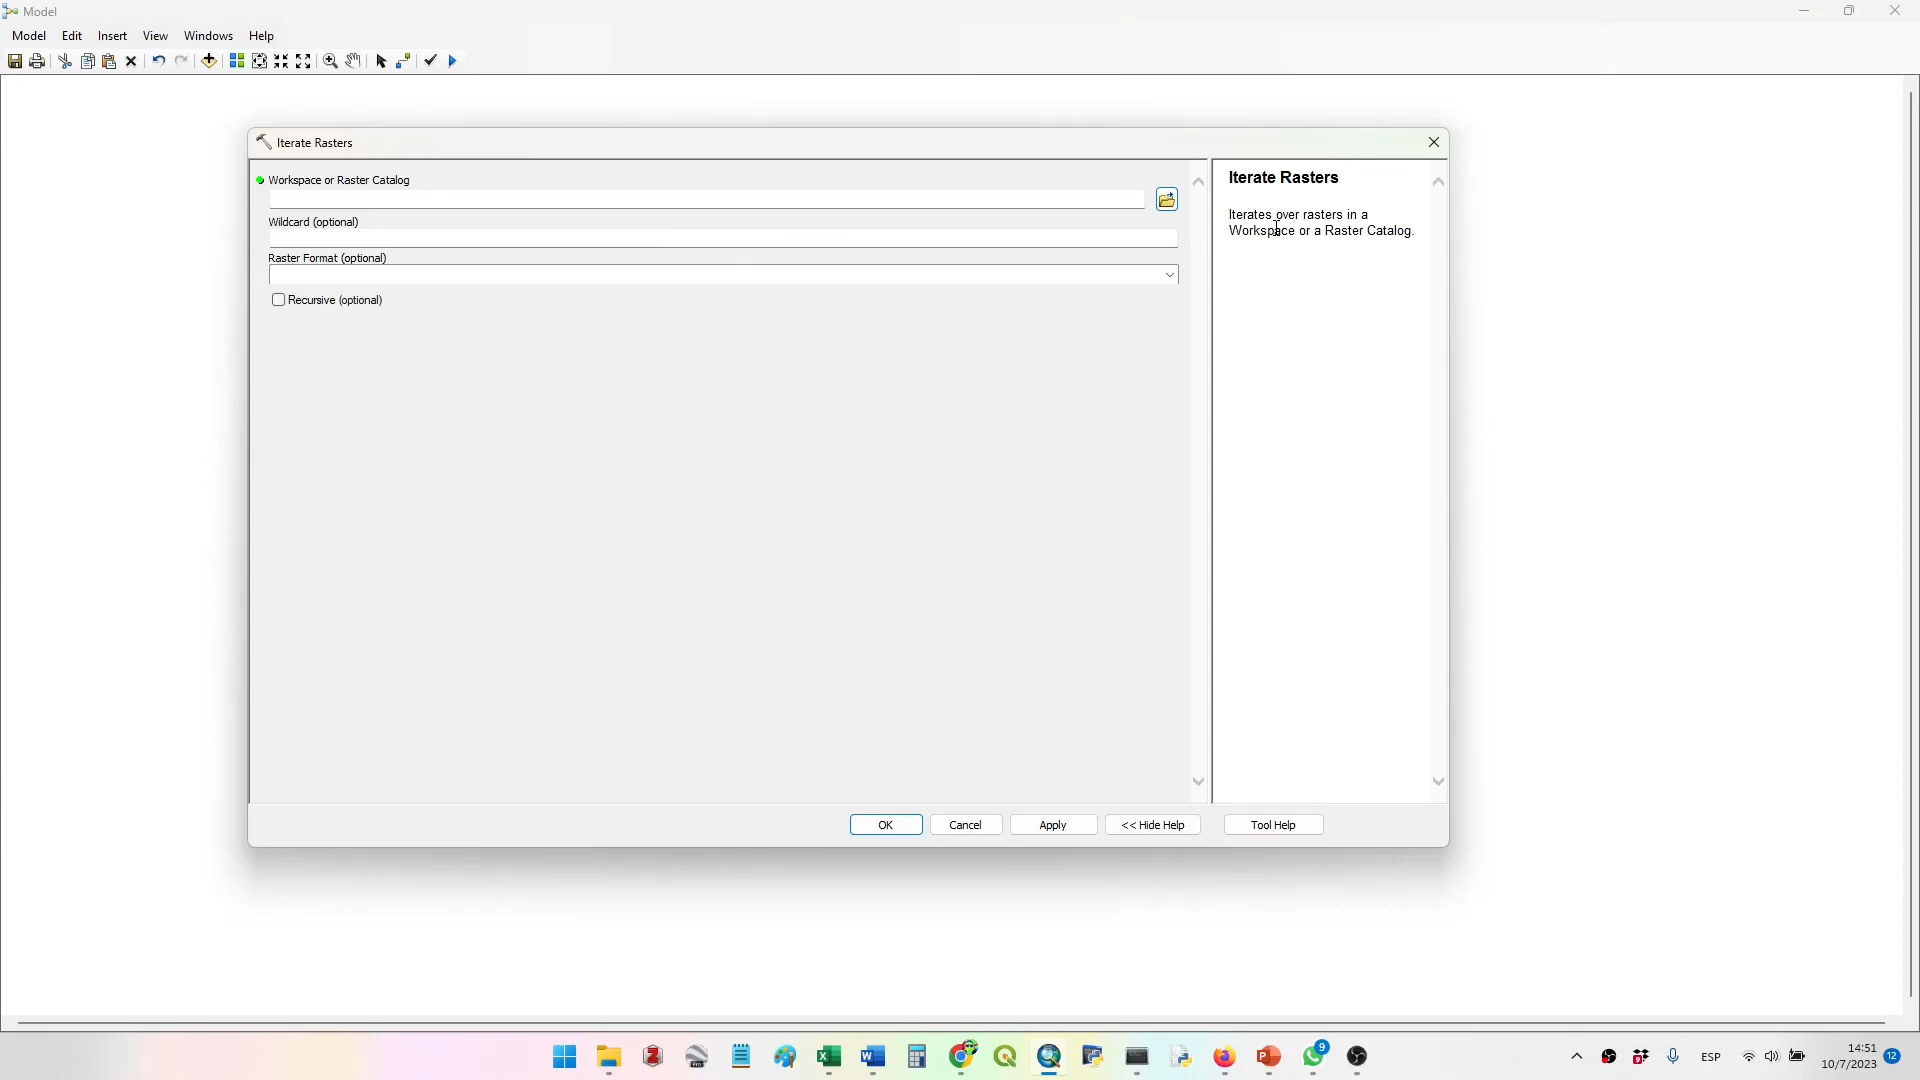 Model
Model Edit Insert View Windows Help
Iterate Rasters
Workspace or Raster Catalog
Wildcard (optional)
Raster Format (optional)
Recursive (optional)
Iterate Rasters
Iterates over rasters in a
Workspace or a Raster Catalog.
OK Cancel Apply << Hide Help Tool Help
9
ESP
14:51
10/7/2023
12